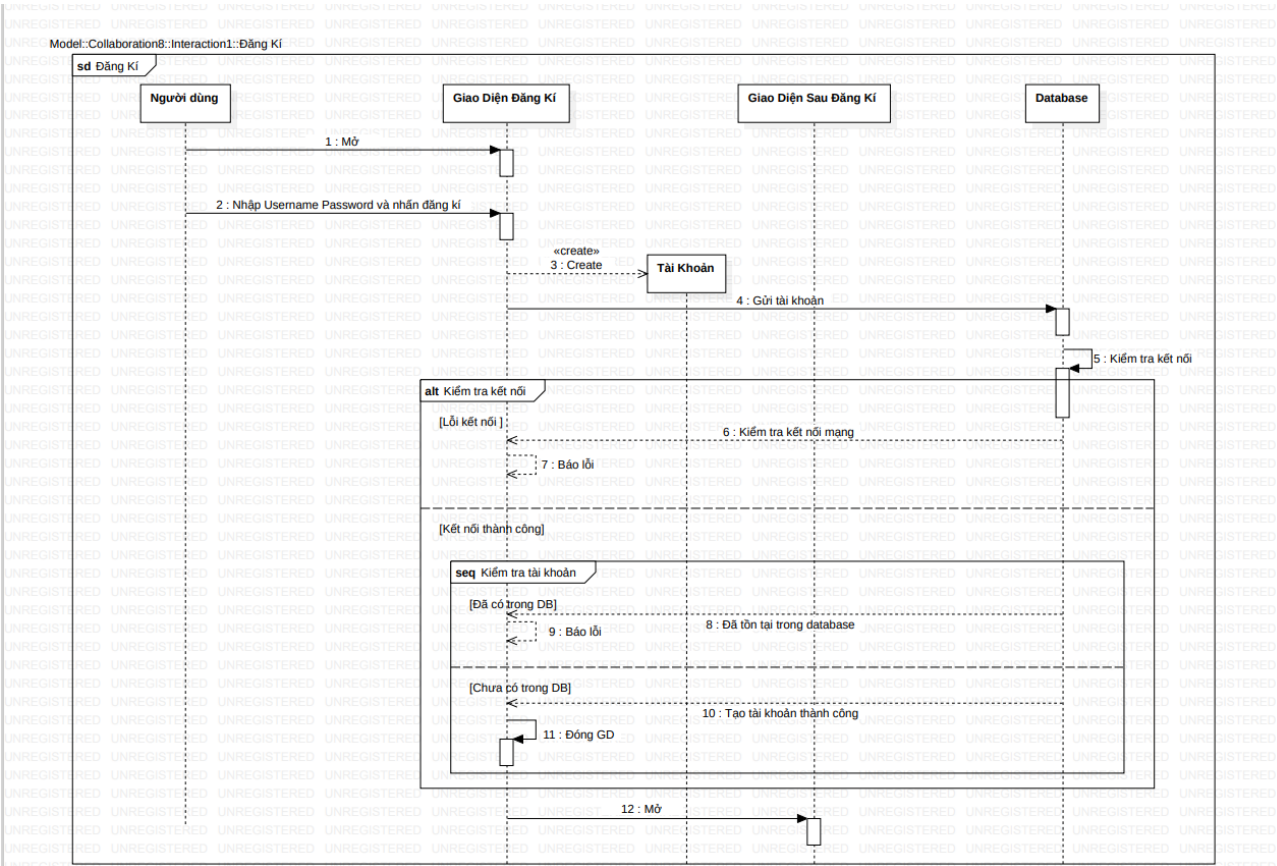 Model::Collaboration8::Interaction1::Đăng Kí
sd Đăng Kí
Người dùng
Giao Diện Đăng Kí
Giao Diện Sau Đăng Kí
Database
1 : Mở
2 : Nhập Username Password và nhấn đăng kí
«create»
3 : Create
Tài Khoản
4 : Gửi tài khoản
5 : Kiểm tra kết nối
alt Kiểm tra kết nối
[Lỗi kết nối ]
6 : Kiểm tra kết nối mạng
7 : Báo lỗi
[Kết nối thành công]
seq Kiểm tra tài khoản
[Đã có trong DB]
8 : Đã tồn tại trong database
9 : Báo lỗi
[Chưa có trong DB]
10 : Tạo tài khoản thành công
11 : Đóng GD
12 : Mở
UNREGISTERED